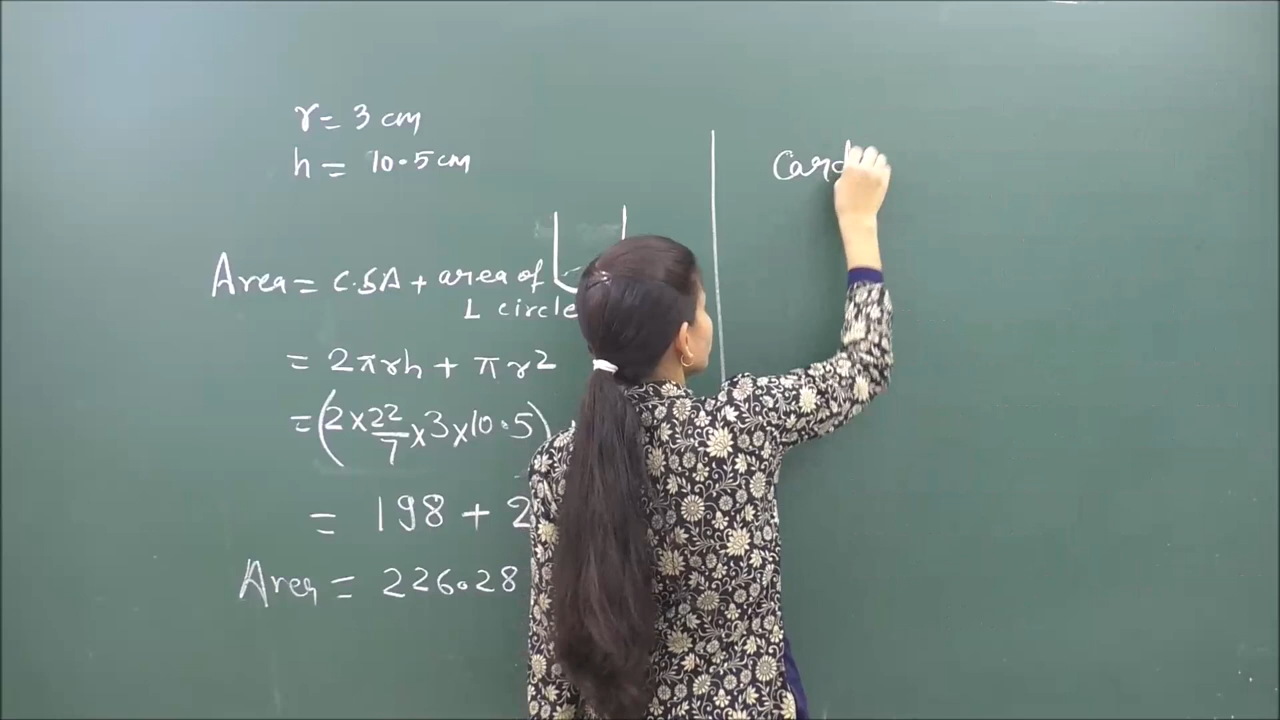 r = 3 cm
h = 10.5 cm
Area = C.SA + area of
L circle
= 2πrh + πr2
= (2 x 22/7 x 3 x 10.5)
= 198 + 2
Area = 226.28
Card